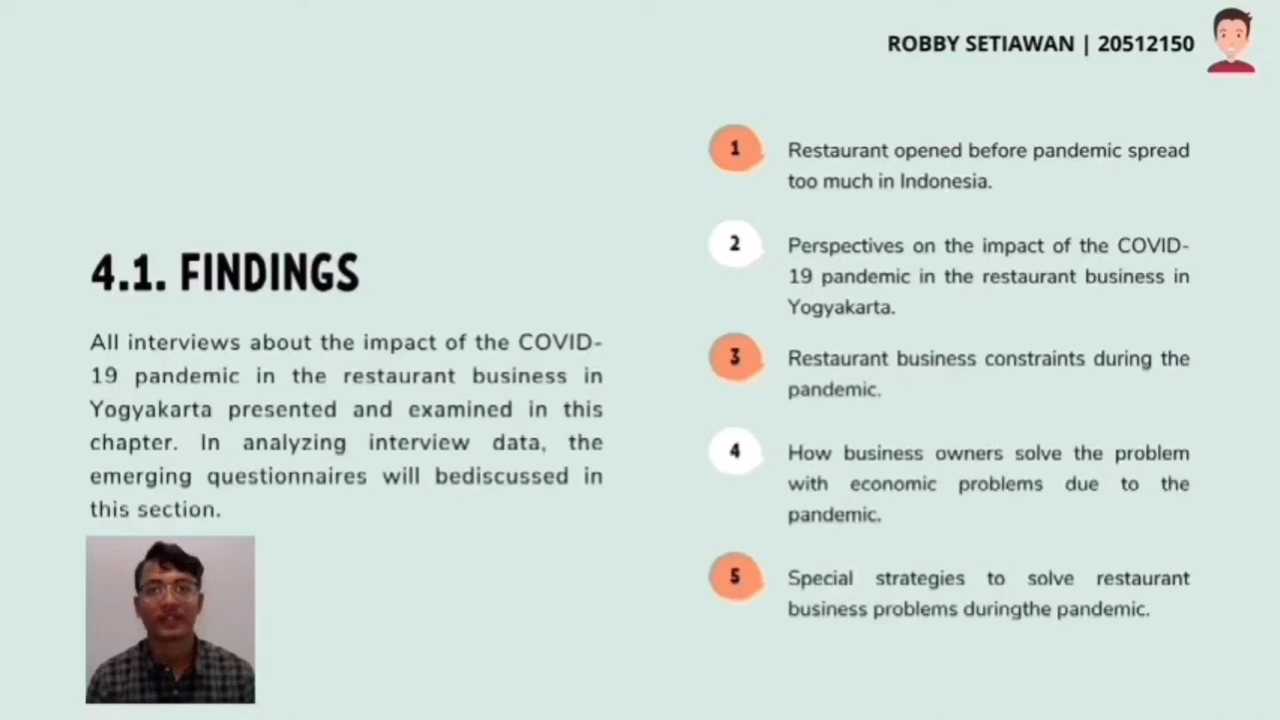 ROBBY SETIAWAN | 20512150
4.1. FINDINGS
All interviews about the impact of the COVID-
19 pandemic in the restaurant business in
Yogyakarta presented and examined in this
chapter. In analyzing interview data, the
emerging questionnaires will bediscussed in
this section.
1
Restaurant opened before pandemic spread
too much in Indonesia.
2
Perspectives on the impact of the COVID-
19 pandemic in the restaurant business in
Yogyakarta.
3
Restaurant business constraints during the
pandemic.
4
How business owners solve the problem
with economic problems due to the
pandemic.
5
Special strategies to solve restaurant
business problems duringthe pandemic.